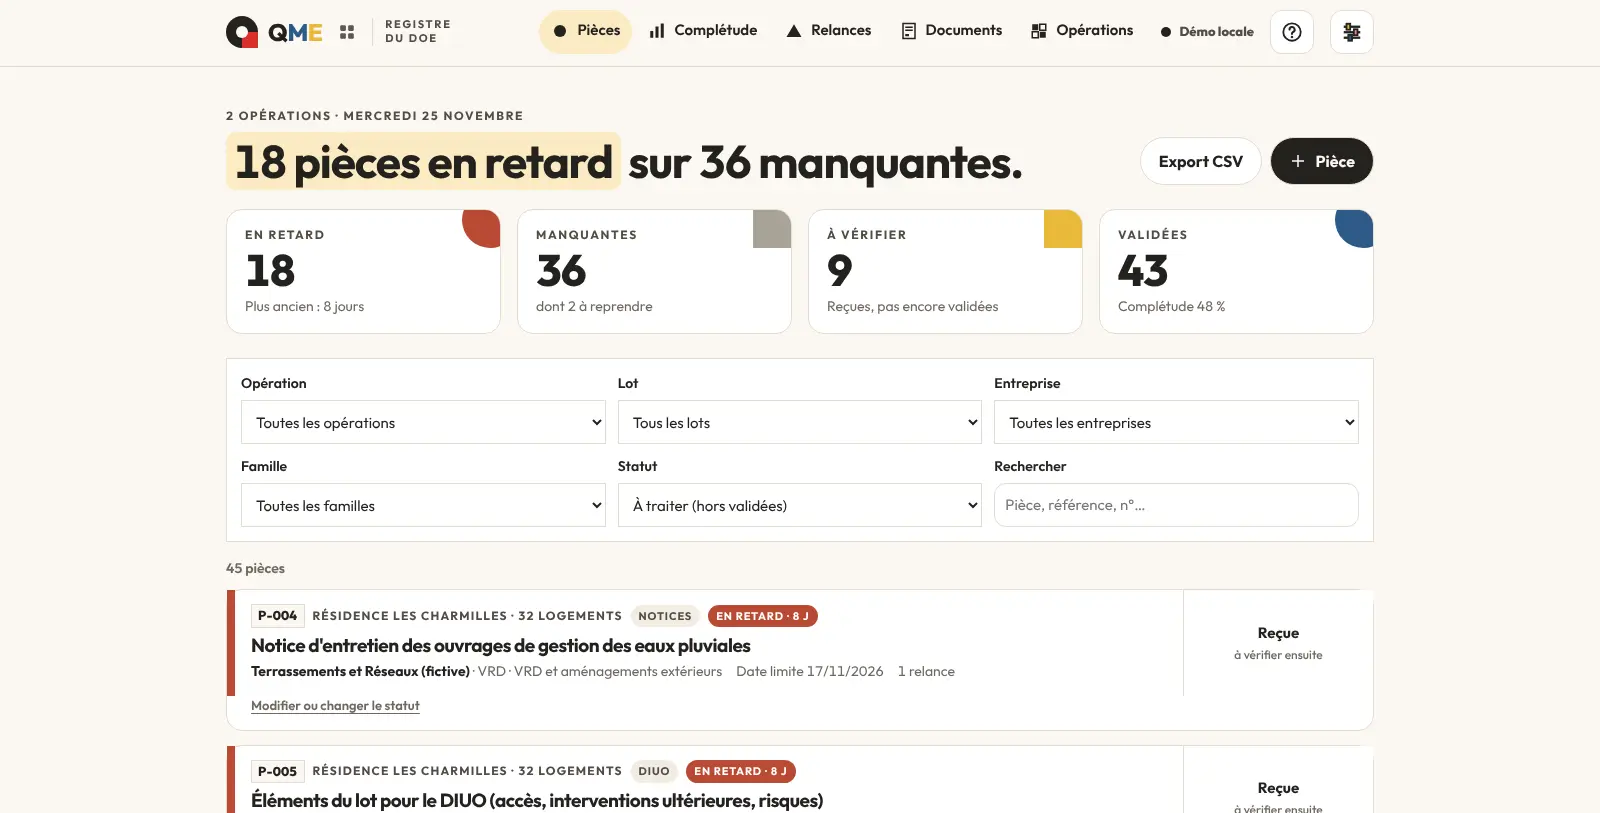 QME
REGISTRE
DU DOE
Pièces
Complétude
Relances
Documents
Opérations
Démo locale
?
2 OPÉRATIONS · MERCREDI 25 NOVEMBRE
18 pièces en retard sur 36 manquantes.
Export CSV
+ Pièce
EN RETARD
18
Plus ancien : 8 jours
MANQUANTES
36
dont 2 à reprendre
À VÉRIFIER
9
Reçues, pas encore validées
VALIDÉES
43
Complétude 48 %
Opération
Toutes les opérations
Lot
Tous les lots
Entreprise
Toutes les entreprises
Famille
Toutes les familles
Statut
À traiter (hors validées)
Rechercher
Pièce, référence, n°…
45 pièces
P-004 RÉSIDENCE LES CHARMILLES · 32 LOGEMENTS NOTICES EN RETARD · 8 J
Notice d'entretien des ouvrages de gestion des eaux pluviales
Terrassements et Réseaux (fictive) · VRD · VRD et aménagements extérieurs Date limite 17/11/2026 1 relance
Modifier ou changer le statut
Reçue
à vérifier ensuite
P-005 RÉSIDENCE LES CHARMILLES · 32 LOGEMENTS DIUO EN RETARD · 8 J
Éléments du lot pour le DIUO (accès, interventions ultérieures, risques)
Reçue
à vérifier ensuite